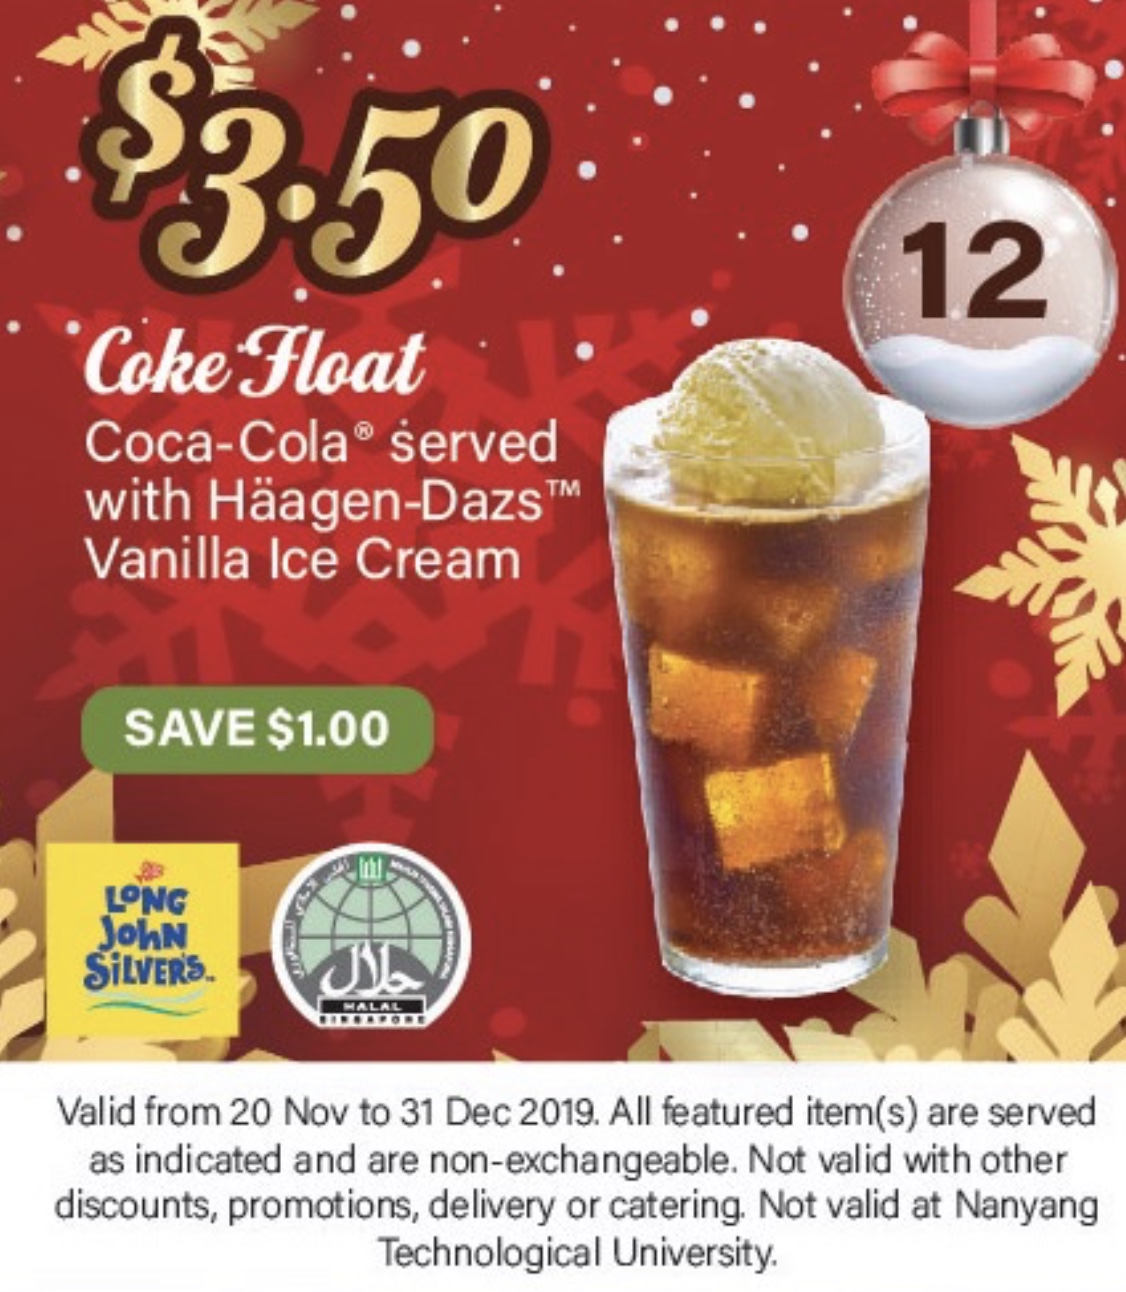 $3.50
12
Coke Float
Coca-Cola® served
with Häagen-Dazs™
Vanilla Ice Cream
SAVE $1.00
LONG
JOHN
SILVER'S™
حلال
HALAL
SINGAPORE
Valid from 20 Nov to 31 Dec 2019. All featured item(s) are served
as indicated and are non-exchangeable. Not valid with other
discounts, promotions, delivery or catering. Not valid at Nanyang
Technological University.